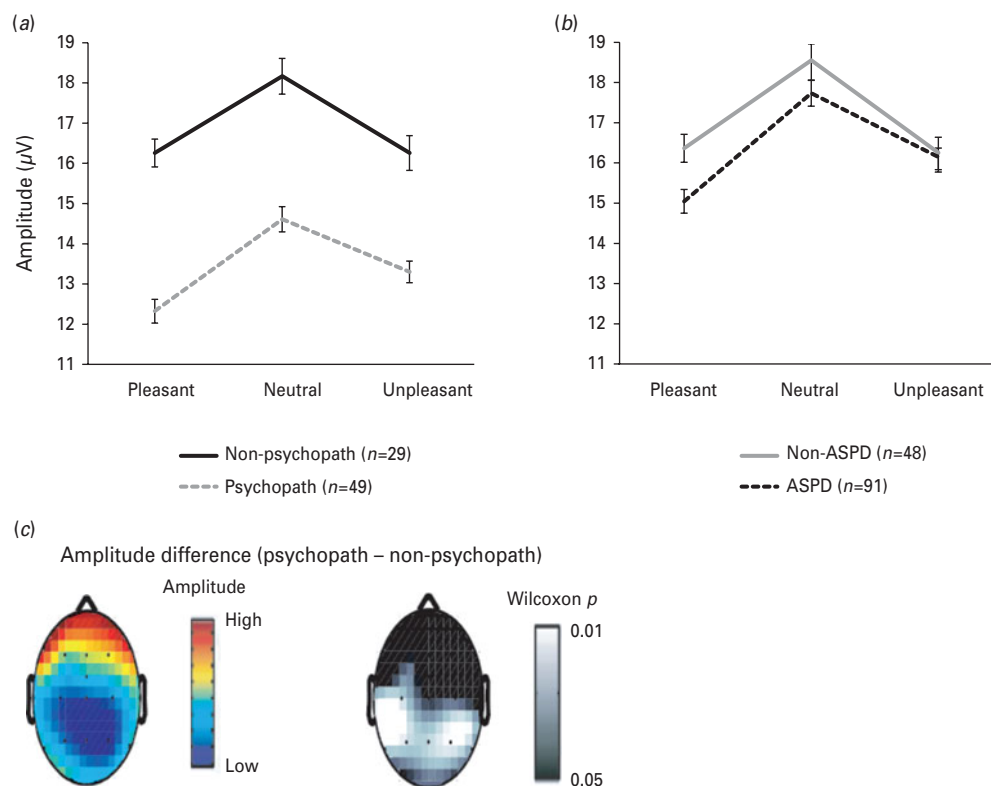 (a)
19
18
17
16
15
14
13
12
11
Amplitude (µV)
Pleasant Neutral Unpleasant
Non-psychopath (n=29)
Psychopath (n=49)
(b)
19
18
17
16
15
14
13
12
11
Pleasant Neutral Unpleasant
Non-ASPD (n=48)
ASPD (n=91)
(c)
Amplitude difference (psychopath – non-psychopath)
Amplitude
High
Low
Wilcoxon p
0.01
0.05